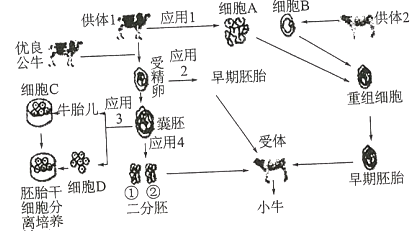 供体1 应用1 细胞A 细胞B 供体2
优良
公牛
受精卵
应用
2
早期胚胎
重组细胞
细胞C
牛胎儿
应用
3
囊胚
应用4
受体
细胞D
① ②
二分胚
早期胚胎
小牛
胚胎干
细胞分
离培养